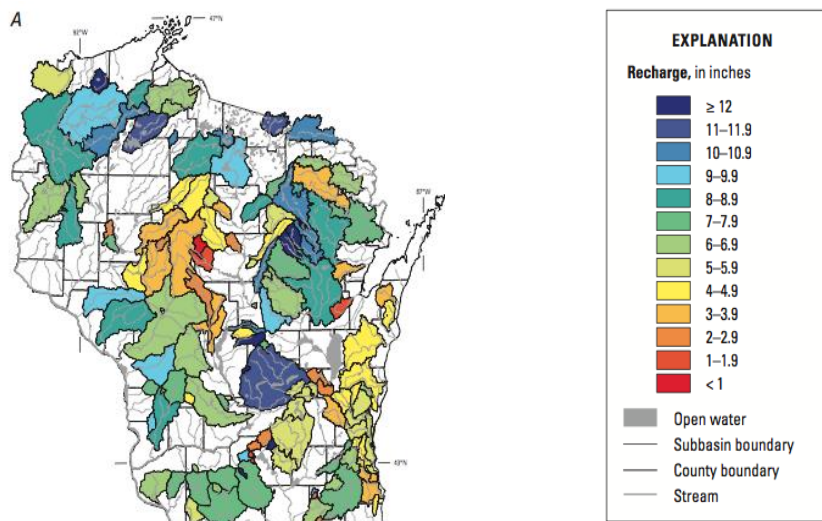 A
47°N
EXPLANATION
Recharge, in inches
≥ 12
11–11.9
10–10.9
9–9.9
8–8.9
7–7.9
6–6.9
5–5.9
4–4.9
3–3.9
2–2.9
1–1.9
< 1
87°W
Open water
Subbasin boundary
County boundary
Stream